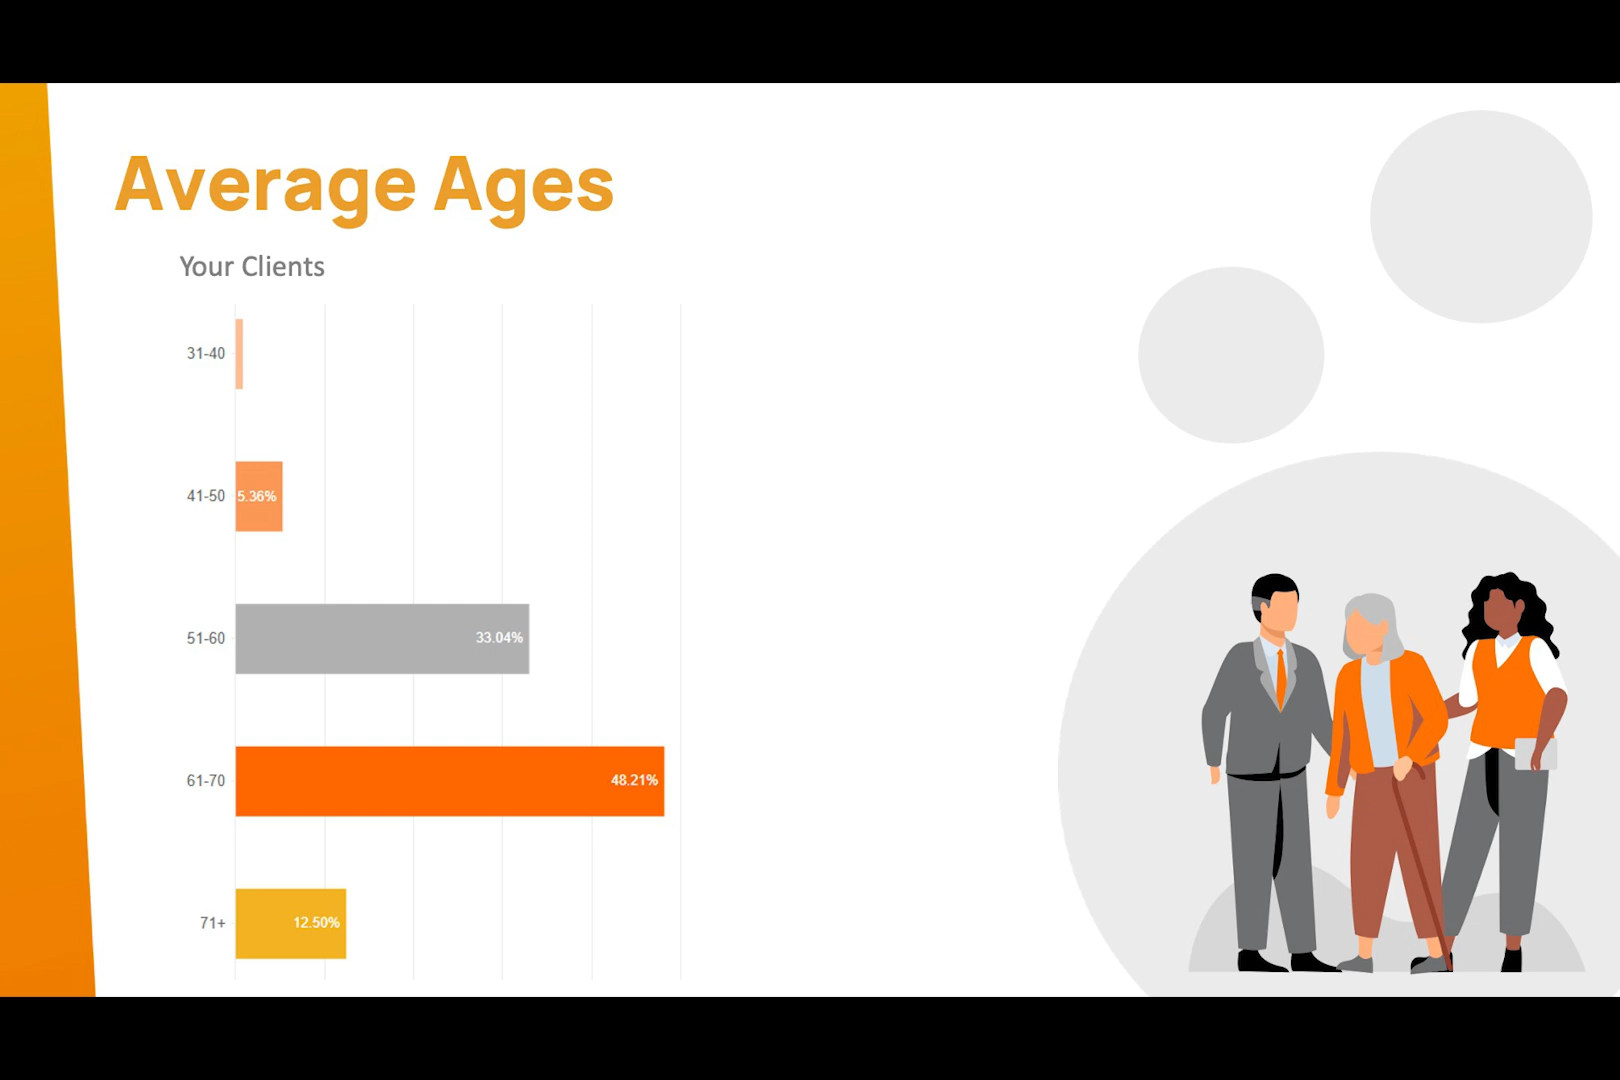 Average Ages
Your Clients
31-40
41-50 5.36%
51-60 33.04%
61-70 48.21%
71+ 12.50%